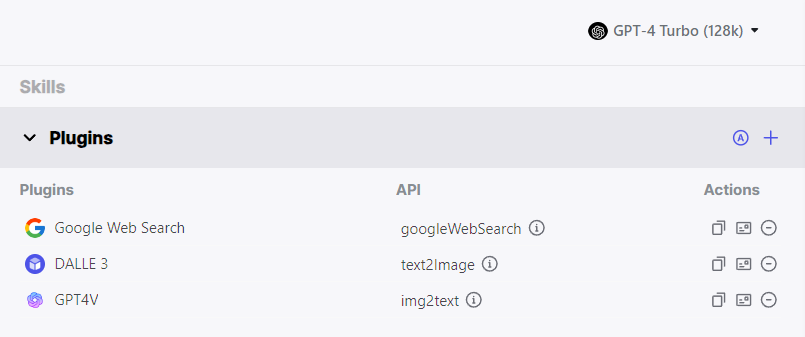 GPT-4 Turbo (128k)
Skills
Plugins
A
Plugins API Actions
Google Web Search googleWebSearch
DALLE 3 text2Image
GPT4V img2text